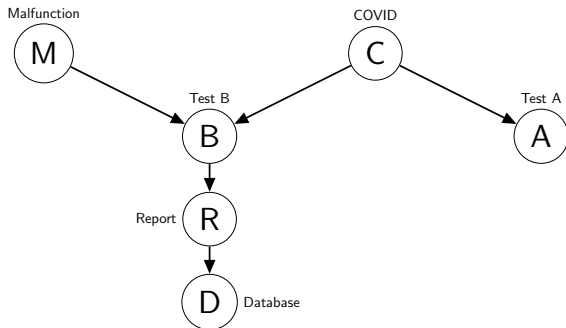 Malfunction
COVID
M
C
Test B
Test A
B
A
Report
R
D
Database